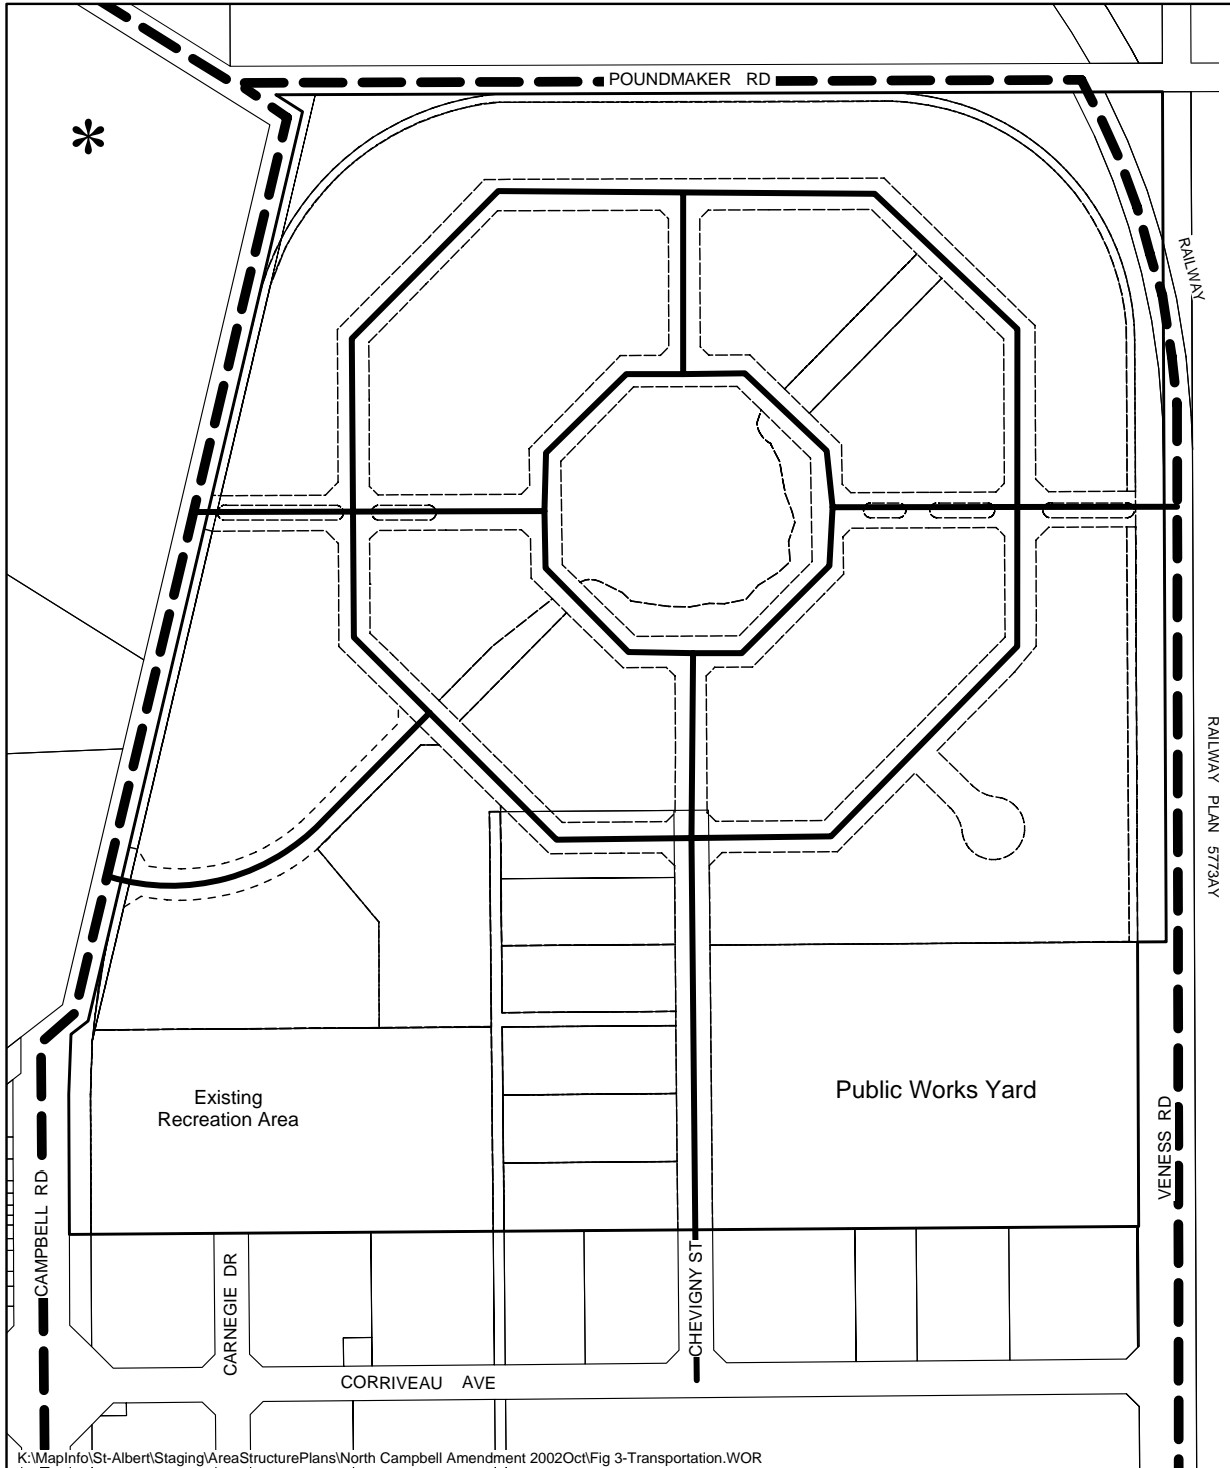 POUNDMAKER RD
*
RAILWAY
RAILWAY PLAN 5773AY
Existing
Recreation Area
Public Works Yard
VENESS RD
CAMPBELL RD
CARNEGIE DR
CHEVIGNY ST
CORRIVEAU AVE
K:\MapInfo\St-Albert\Staging\AreaStructurePlans\North Campbell Amendment 2002Oct\Fig 3-Transportation.WOR